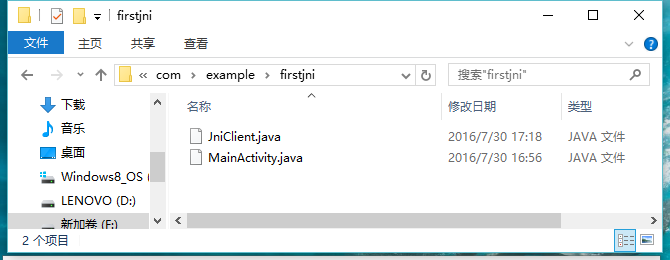 firstjni
文件 主页 共享 查看
« com › example › firstjni 搜索"firstjni"
名称 修改日期 类型
下载
音乐
桌面
Windows8_OS (
LENOVO (D:)
新加卷 (F:)
JniClient.java 2016/7/30 17:18 JAVA 文件
MainActivity.java 2016/7/30 16:56 JAVA 文件
2 个项目